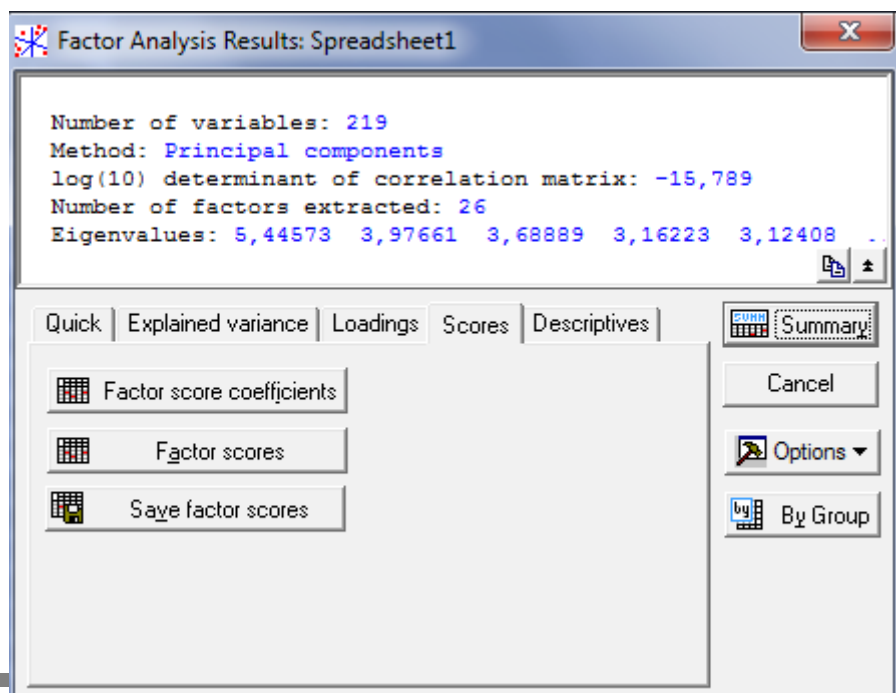 Factor Analysis Results: Spreadsheet1
Number of variables: 219
Method: Principal components
log(10) determinant of correlation matrix: -15,789
Number of factors extracted: 26
Eigenvalues: 5,44573 3,97661 3,68889 3,16223 3,12408 ..
Quick Explained variance Loadings Scores Descriptives
Summary
Factor score coefficients
Cancel
Factor scores
Options
Save factor scores
By Group